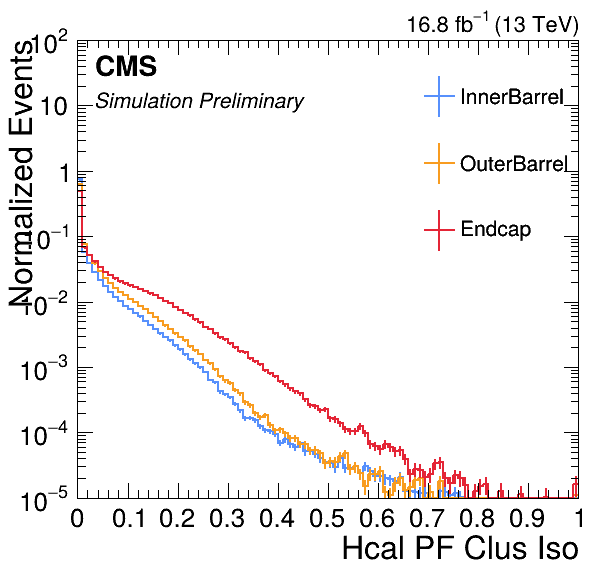 16.8 fb⁻¹ (13 TeV)
CMS
Simulation Preliminary
InnerBarrel
OuterBarrel
Endcap
Normalized Events
10²
10
1
10⁻¹
10⁻²
10⁻³
10⁻⁴
10⁻⁵
0 0.1 0.2 0.3 0.4 0.5 0.6 0.7 0.8 0.9 1
Hcal PF Clus Iso